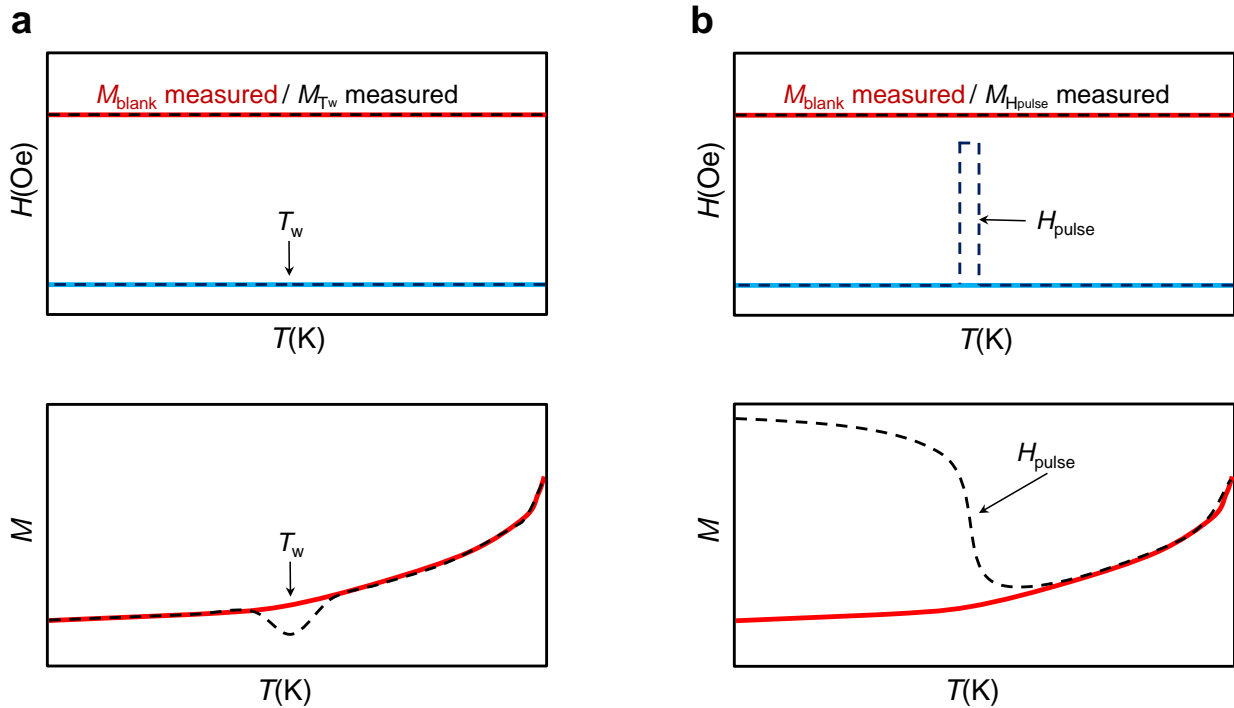 a
M_blank measured / M_Tw measured
H(Oe)
T_w
T(K)
M
T_w
T(K)
b
M_blank measured / M_Hpulse measured
H(Oe)
H_pulse
T(K)
H_pulse
M
T(K)